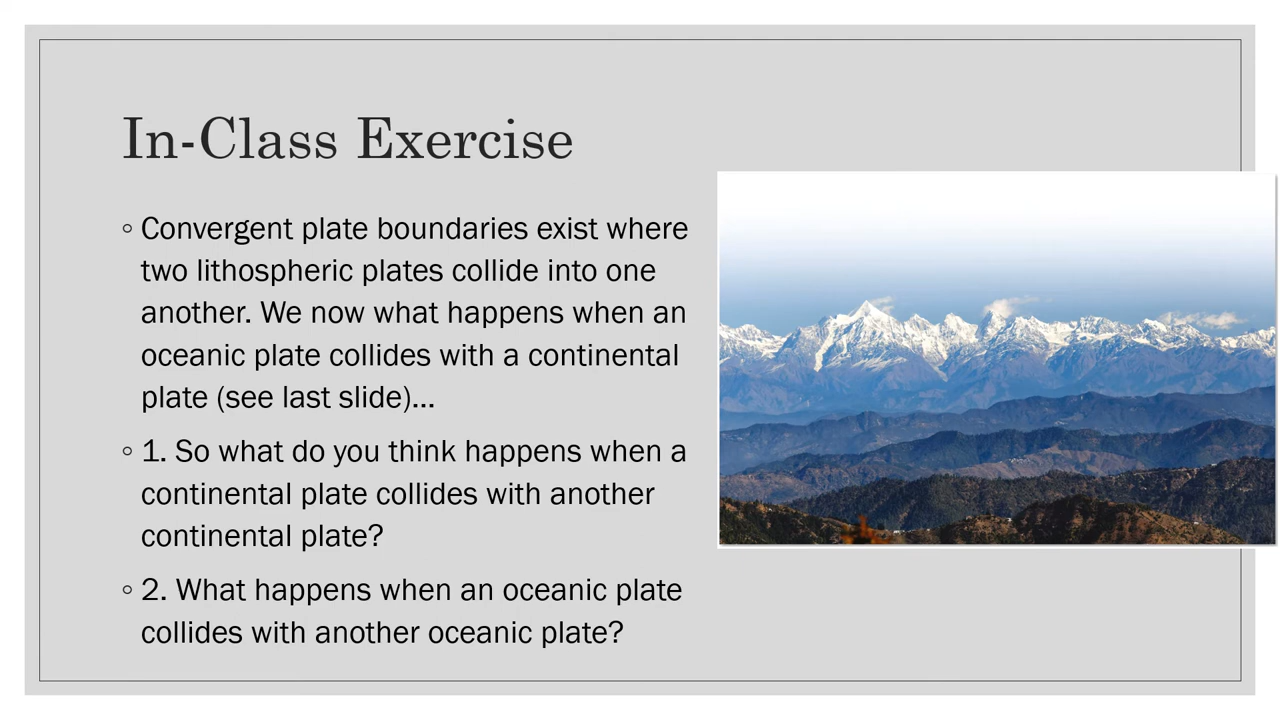 In-Class Exercise
◦ Convergent plate boundaries exist where
two lithospheric plates collide into one
another. We now what happens when an
oceanic plate collides with a continental
plate (see last slide)…
◦ 1. So what do you think happens when a
continental plate collides with another
continental plate?
◦ 2. What happens when an oceanic plate
collides with another oceanic plate?